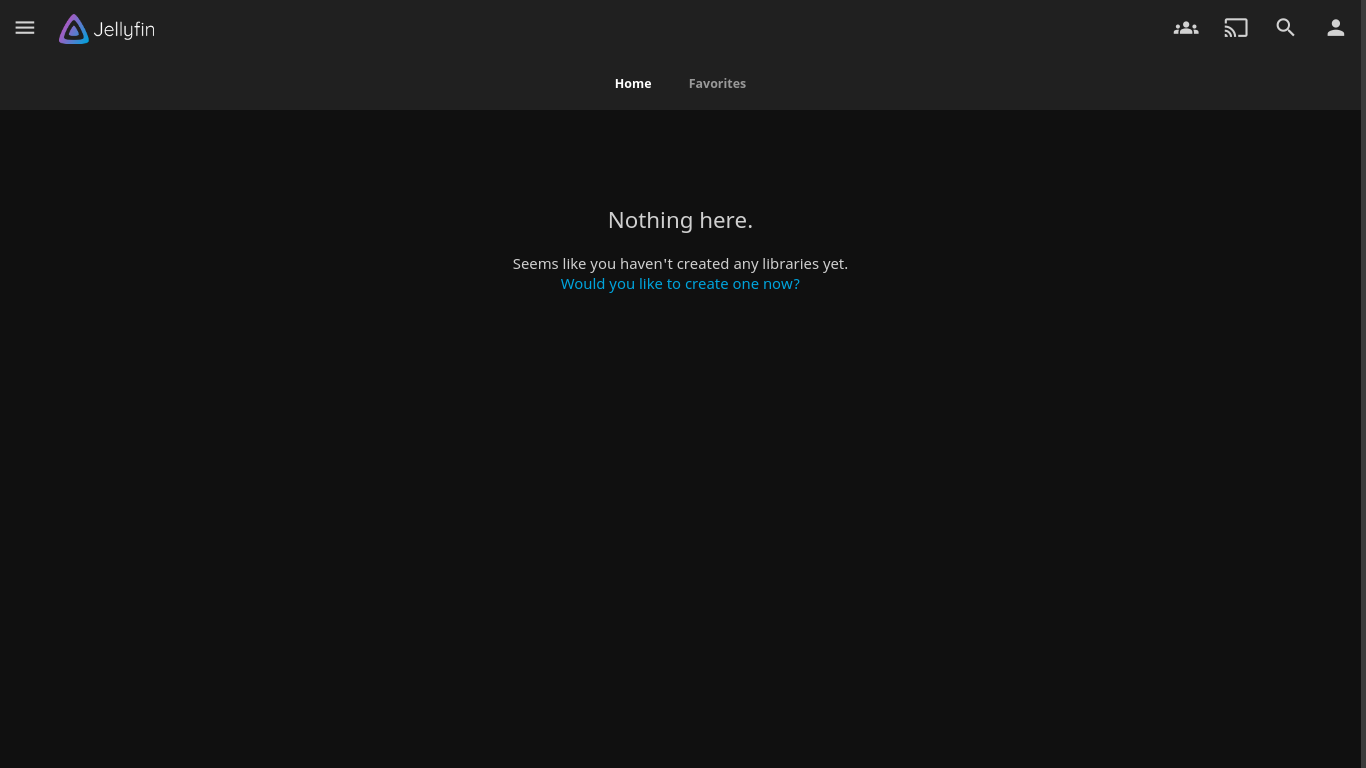 Jellyfin
Home
Favorites
Nothing here.
Seems like you haven't created any libraries yet.
Would you like to create one now?